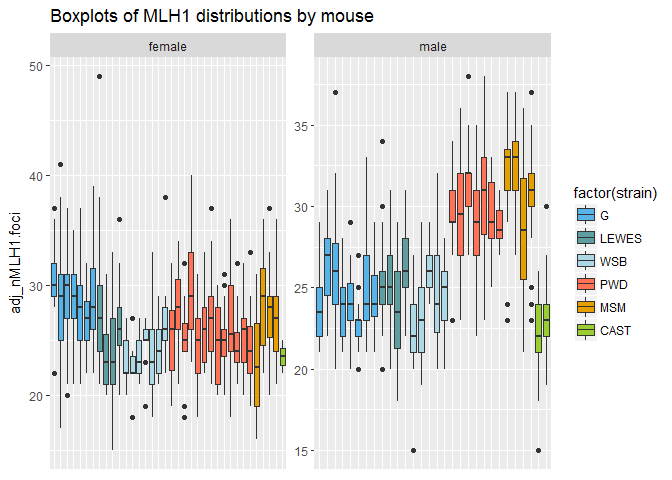 Boxplots of MLH1 distributions by mouse
female
male
adj_nMLH1.foci
50
40
30
20
35
30
25
20
15
factor(strain)
G
LEWES
WSB
PWD
MSM
CAST